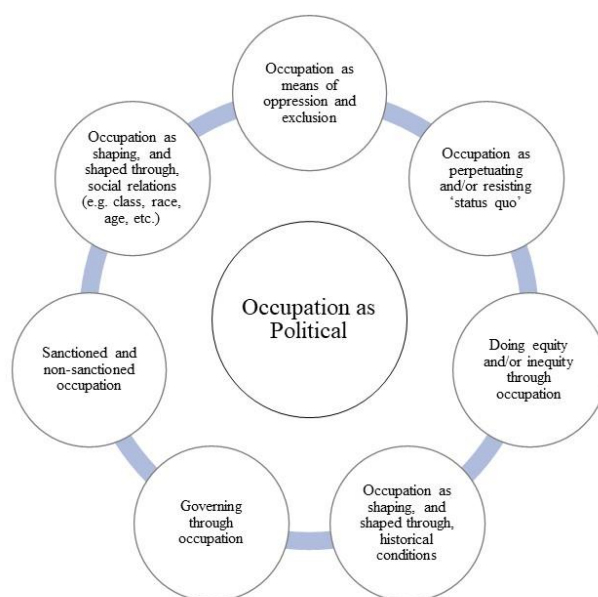 Occupation as
means of
oppression and
exclusion
Occupation as
perpetuating
and/or resisting
‘status quo’
Doing equity
and/or inequity
through
occupation
Occupation as
shaping, and
shaped through,
historical
conditions
Governing
through
occupation
Sanctioned and
non-sanctioned
occupation
Occupation as
shaping, and
shaped through,
social relations
(e.g. class, race,
age, etc.)
Occupation as
Political